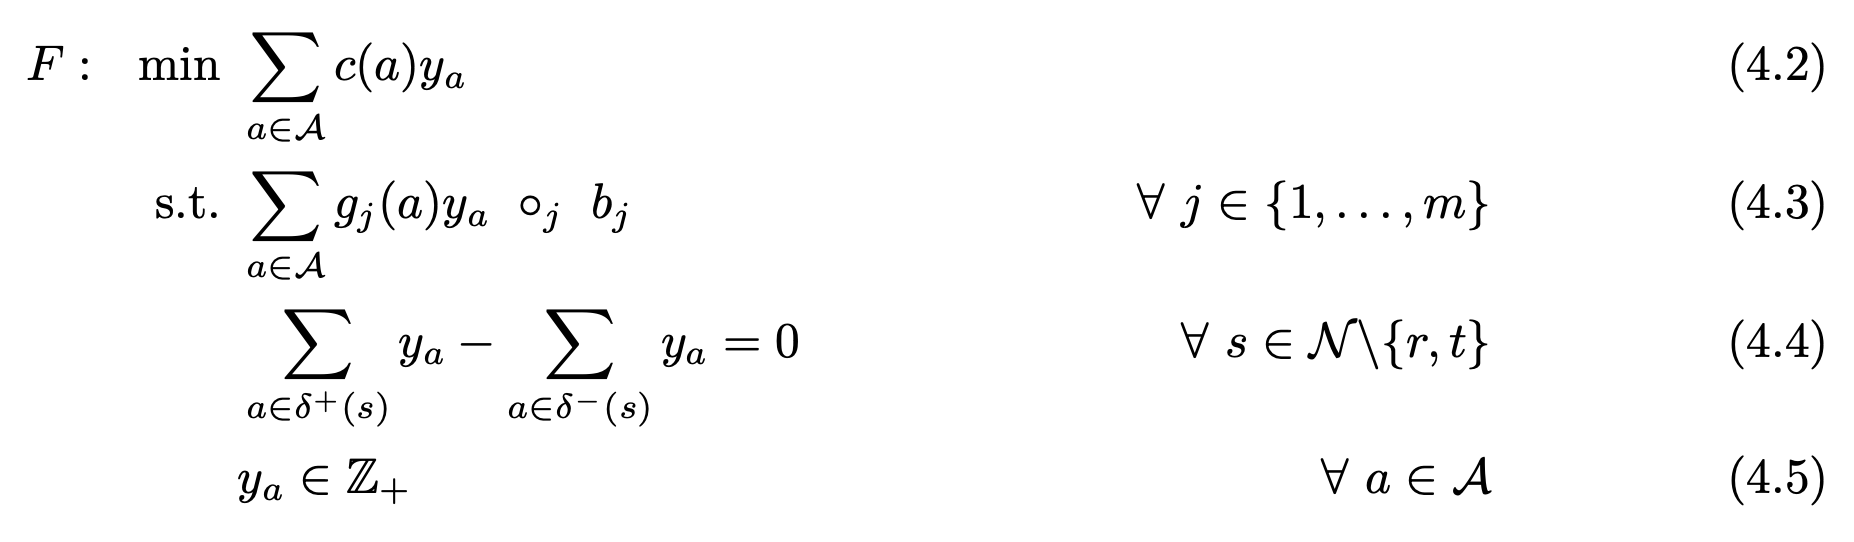 F : min ∑_{a∈𝒜} c(a)y_a (4.2)
s.t. ∑_{a∈𝒜} g_j(a)y_a ∘_j b_j ∀ j ∈ {1, . . . , m} (4.3)
∑_{a∈δ⁺(s)} y_a − ∑_{a∈δ⁻(s)} y_a = 0 ∀ s ∈ 𝒩\{r, t} (4.4)
y_a ∈ ℤ₊ ∀ a ∈ 𝒜 (4.5)